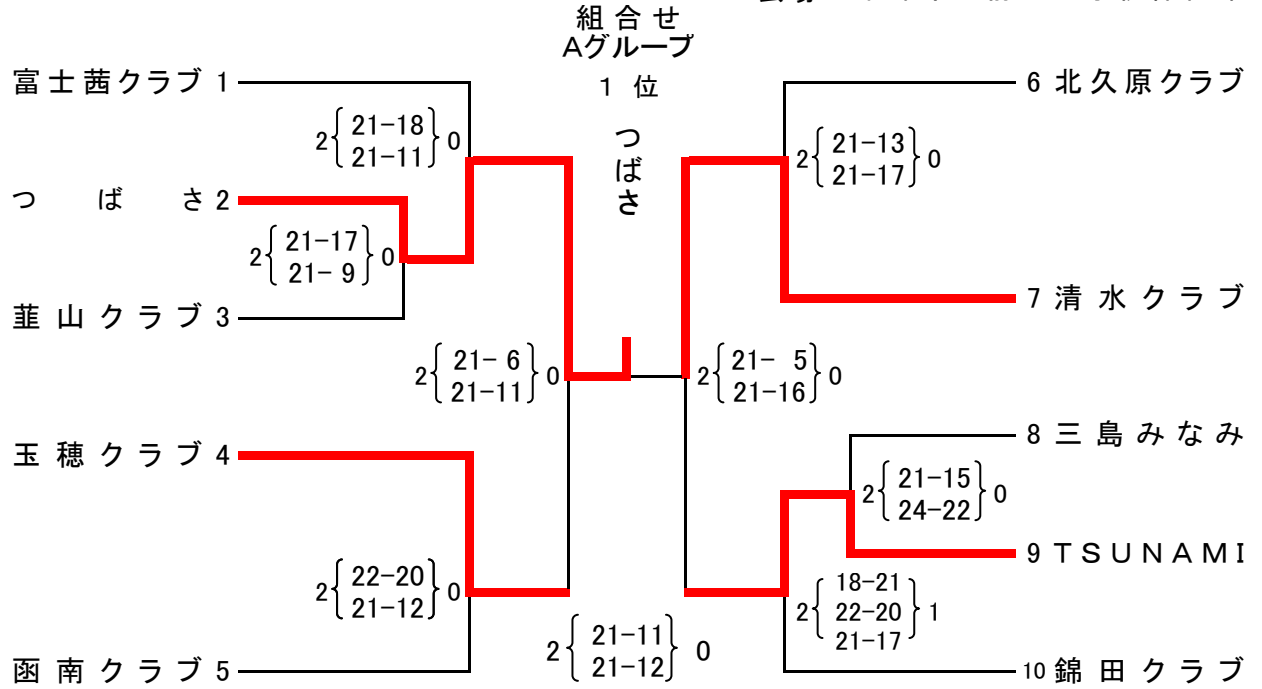 組合せ
Aグループ
1 位
つばさ
富士茜クラブ 1
2 { 21-18 } 0
21-11
つばさ 2
2 { 21-17 } 0
21- 9
韮山クラブ 3
2 { 21- 6 } 0
21-11
玉穂クラブ 4
2 { 22-20 } 0
21-12
函南クラブ 5
2 { 21-11 } 0
21-12
6 北久原クラブ
2 { 21-13 } 0
21-17
7 清水クラブ
2 { 21- 5 } 0
21-16
8 三島みなみ
2 { 21-15 } 0
24-22
9 TSUNAMI
18-21
2 { 22-20 } 1
21-17
10 錦田クラブ